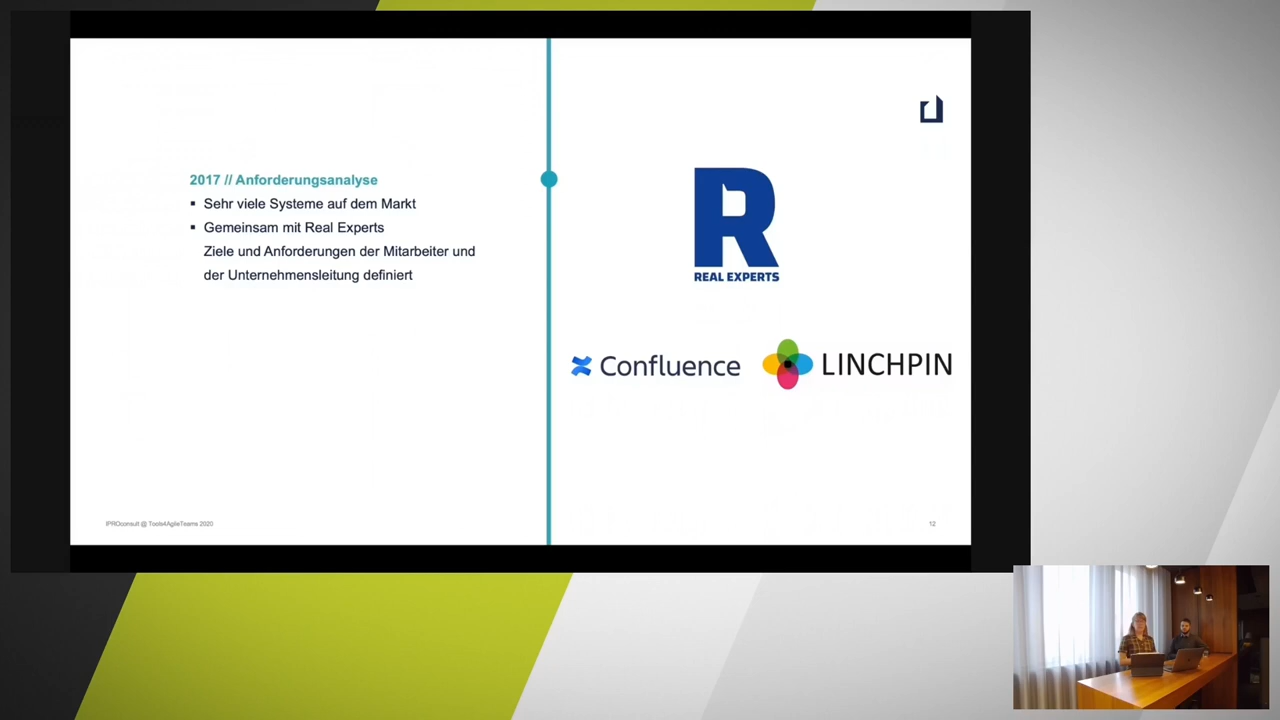 2017 // Anforderungsanalyse
▪ Sehr viele Systeme auf dem Markt
▪ Gemeinsam mit Real Experts
Ziele und Anforderungen der Mitarbeiter und
der Unternehmensleitung definiert
R
REAL EXPERTS
Confluence
LINCHPIN
IPROconsult @ Tools4AgileTeams 2020
12